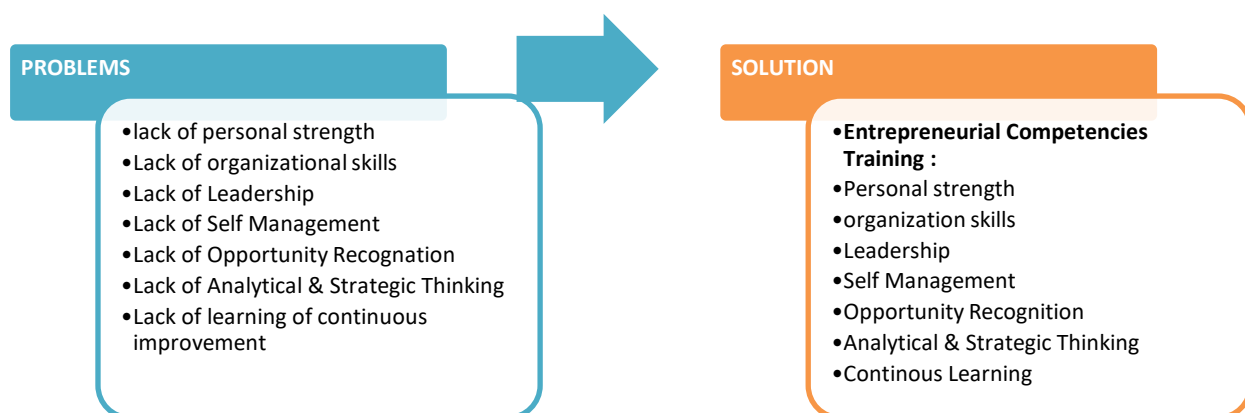 PROBLEMS
•lack of personal strength
•Lack of organizational skills
•Lack of Leadership
•Lack of Self Management
•Lack of Opportunity Recognation
•Lack of Analytical & Strategic Thinking
•Lack of learning of continuous
improvement
SOLUTION
•Entrepreneurial Competencies
Training :
•Personal strength
•organization skills
•Leadership
•Self Management
•Opportunity Recognition
•Analytical & Strategic Thinking
•Continous Learning